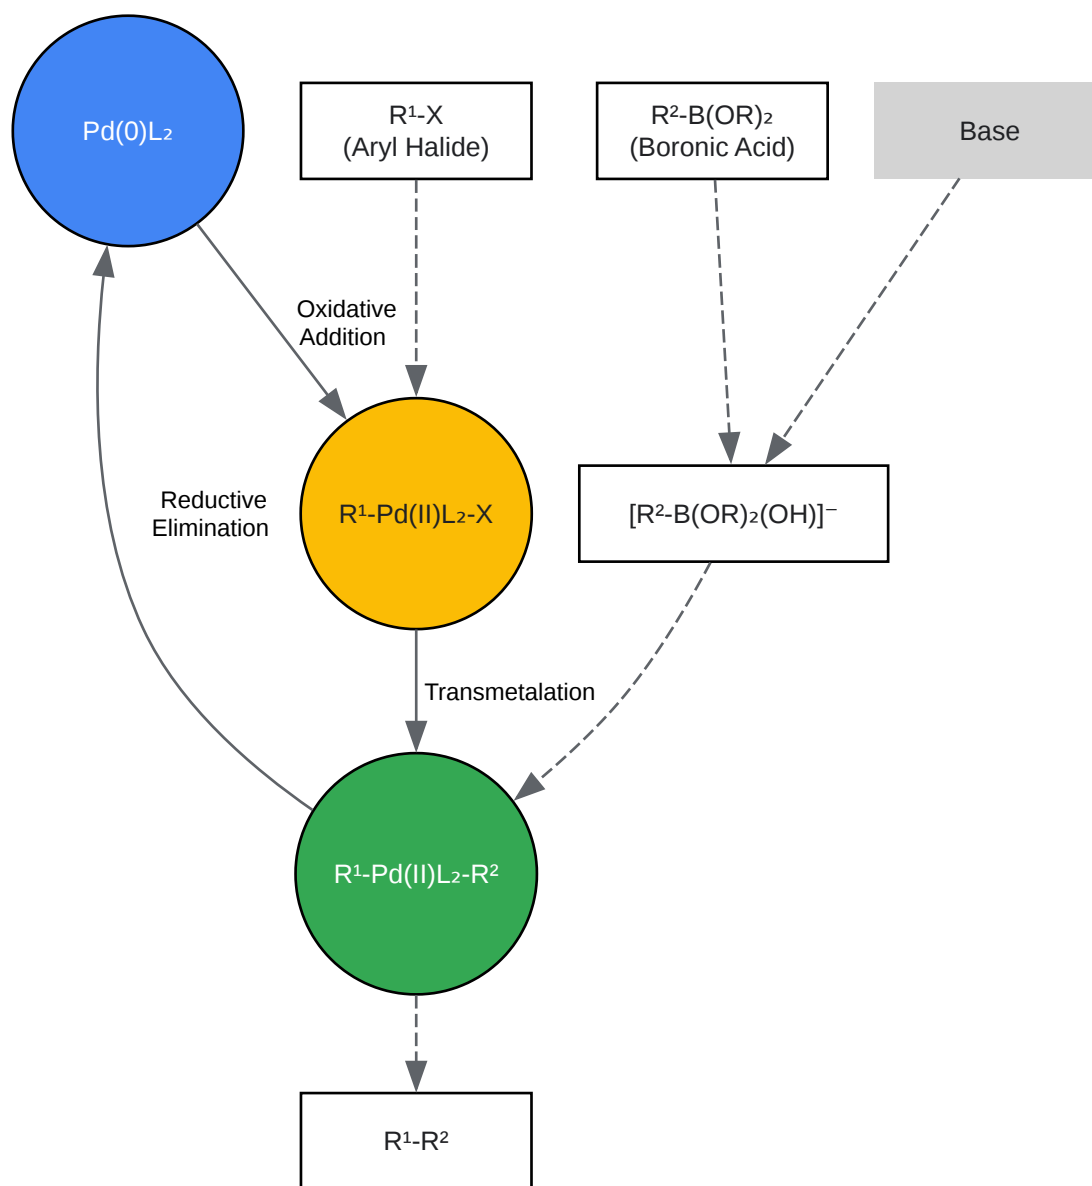 Pd(0)L₂
R¹-X
(Aryl Halide)
R²-B(OR)₂
(Boronic Acid)
Base
Oxidative
Addition
Reductive
Elimination
R¹-Pd(II)L₂-X
[R²-B(OR)₂(OH)]⁻
Transmetalation
R¹-Pd(II)L₂-R²
R¹-R²